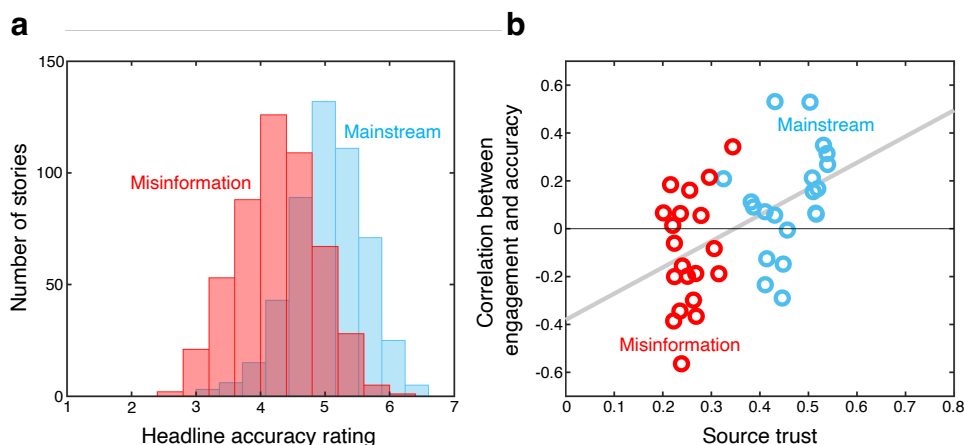 a
150
100
50
0
1
2
3
4
5
6
7
Number of stories
Headline accuracy rating
Misinformation
Mainstream
b
0.6
0.4
0.2
0
-0.2
-0.4
-0.6
0
0.1
0.2
0.3
0.4
0.5
0.6
0.7
0.8
Correlation between
engagement and accuracy
Source trust
Mainstream
Misinformation